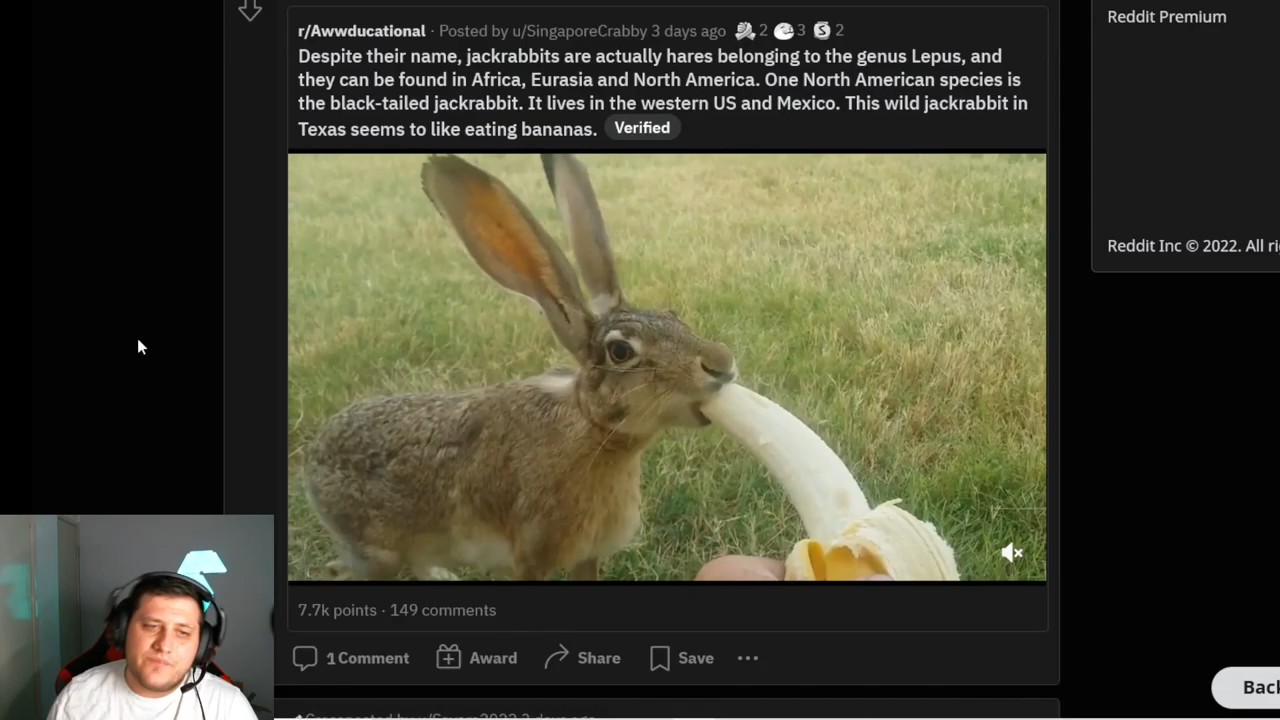 Reddit Premium
r/Awwducational · Posted by u/SingaporeCrabby 3 days ago 2 3 2
Despite their name, jackrabbits are actually hares belonging to the genus Lepus, and
they can be found in Africa, Eurasia and North America. One North American species is
the black-tailed jackrabbit. It lives in the western US and Mexico. This wild jackrabbit in
Texas seems to like eating bananas. Verified
Reddit Inc © 2022. All ri
7.7k points · 149 comments
1 Comment Award Share Save ···
Back